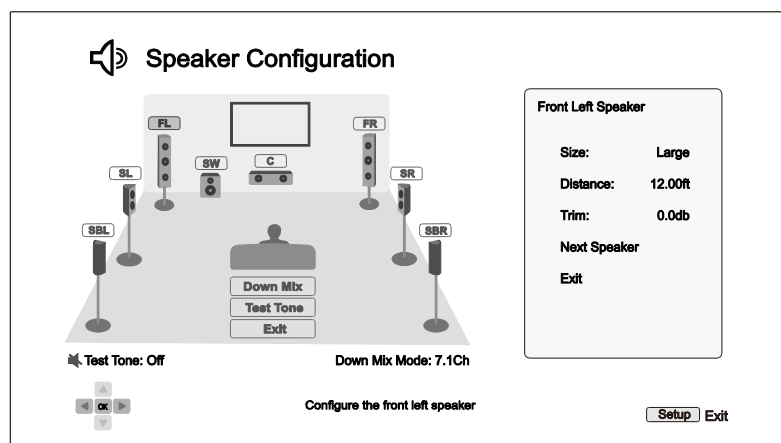 Speaker Configuration
FL
FR
SW
C
SL
SR
SBL
SBR
Down Mix
Test Tone
Exit
Test Tone: Off
Down Mix Mode: 7.1Ch
Front Left Speaker
Size: Large
Distance: 12.00ft
Trim: 0.0db
Next Speaker
Exit
OK
Configure the front left speaker
Setup Exit